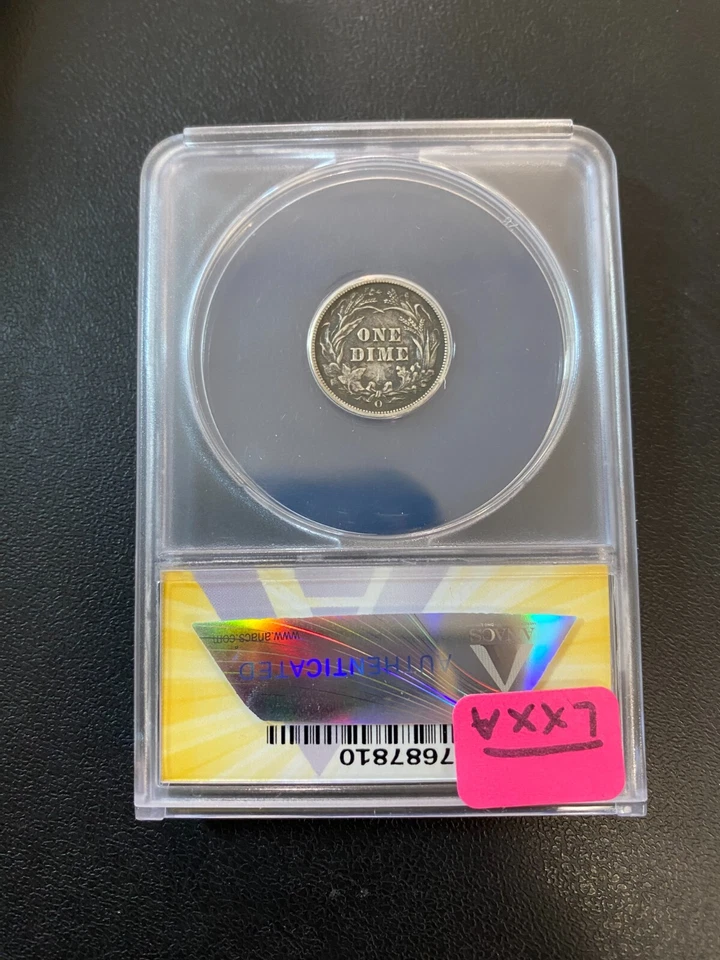 ONE
DIME
O
www.anacs.com
ANACS
AUTHENTICATED
7687810
LXXA